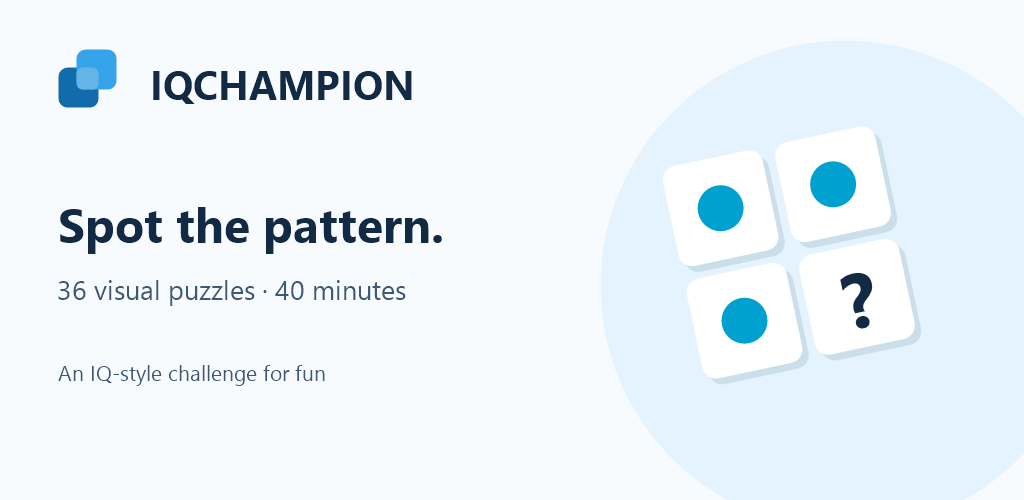 IQCHAMPION
Spot the pattern.
36 visual puzzles · 40 minutes
An IQ-style challenge for fun
?